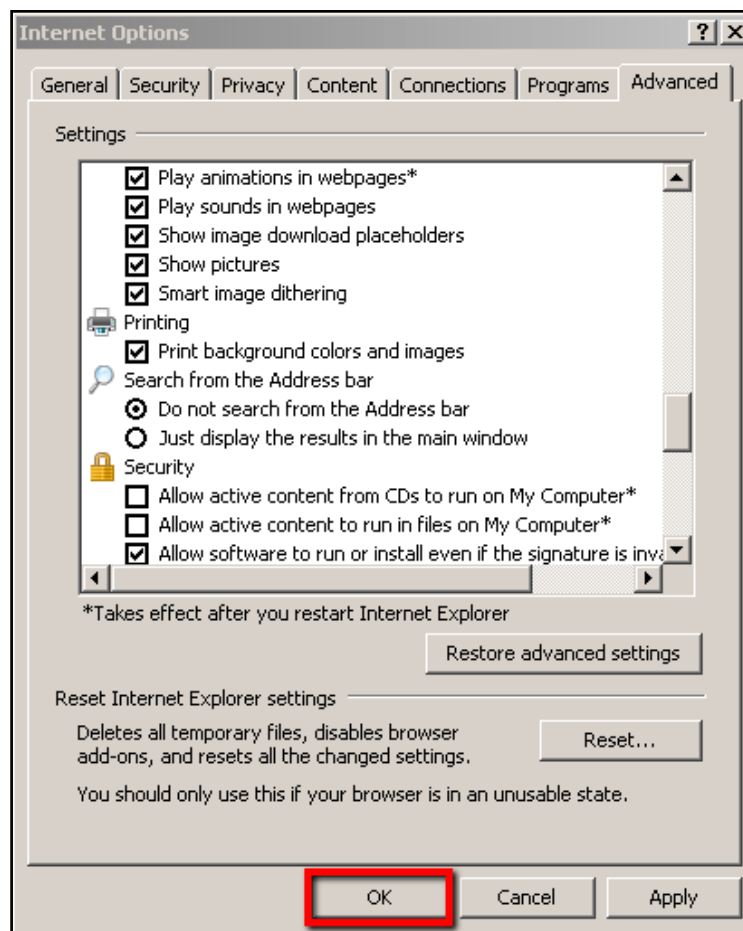 Internet Options
General Security Privacy Content Connections Programs Advanced
Settings
Play animations in webpages*
Play sounds in webpages
Show image download placeholders
Show pictures
Smart image dithering
Printing
Print background colors and images
Search from the Address bar
Do not search from the Address bar
Just display the results in the main window
Security
Allow active content from CDs to run on My Computer*
Allow active content to run in files on My Computer*
Allow software to run or install even if the signature is
*Takes effect after you restart Internet Explorer
Restore advanced settings
Reset Internet Explorer settings
Deletes all temporary files, disables browser
add-ons, and resets all the changed settings.
Reset...
You should only use this if your browser is in an unusable state.
OK Cancel Apply